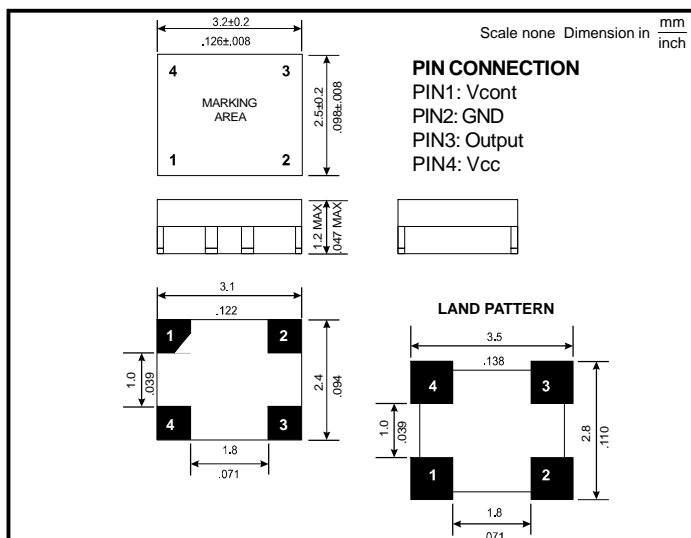 3.2±0.2
.126±.008
Scale none Dimension in mm
inch
4 3
MARKING
AREA
1 2
2.5±0.2
.098±.008
PIN CONNECTION
PIN1: Vcont
PIN2: GND
PIN3: Output
PIN4: Vcc
1.2 MAX
.047 MAX
3.1
.122
1 2
1.0
.039
2.4
.094
4 3
1.8
.071
LAND PATTERN
3.5
.138
4 3
1.0
.039
2.8
.110
1 2
1.8
.071